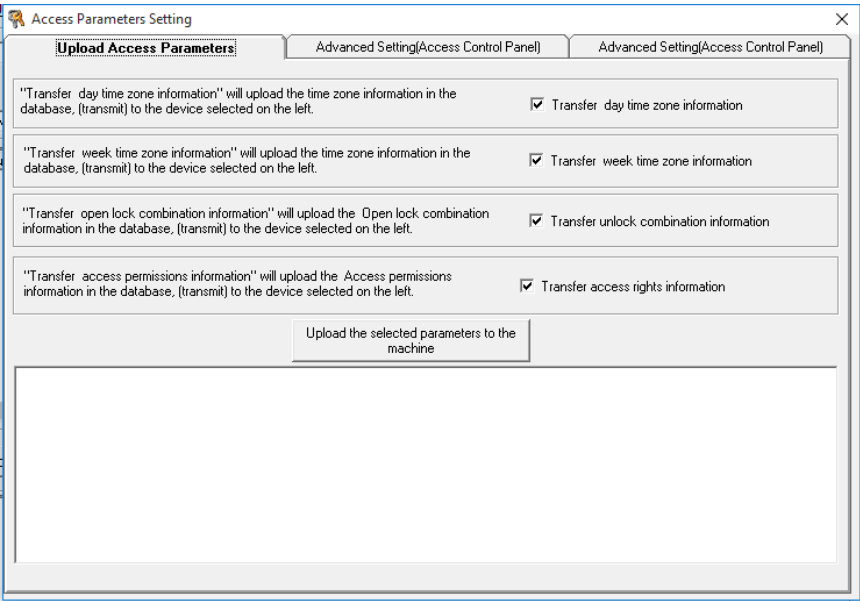 Access Parameters Setting
Upload Access Parameters
Advanced Setting(Access Control Panel)
Advanced Setting(Access Control Panel)
"Transfer day time zone information" will upload the time zone information in the
database, (transmit) to the device selected on the left.
Transfer day time zone information
"Transfer week time zone information" will upload the time zone information in the
database, (transmit) to the device selected on the left.
Transfer week time zone information
"Transfer open lock combination information" will upload the Open lock combination
information in the database, (transmit) to the device selected on the left.
Transfer unlock combination information
"Transfer access permissions information" will upload the Access permissions
information in the database, (transmit) to the device selected on the left.
Transfer access rights information
Upload the selected parameters to the
machine